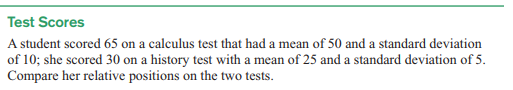 Test Scores
A student scored 65 on a calculus test that had a mean of 50 and a standard deviation
of 10; she scored 30 on a history test with a mean of 25 and a standard deviation of 5.
Compare her relative positions on the two tests.